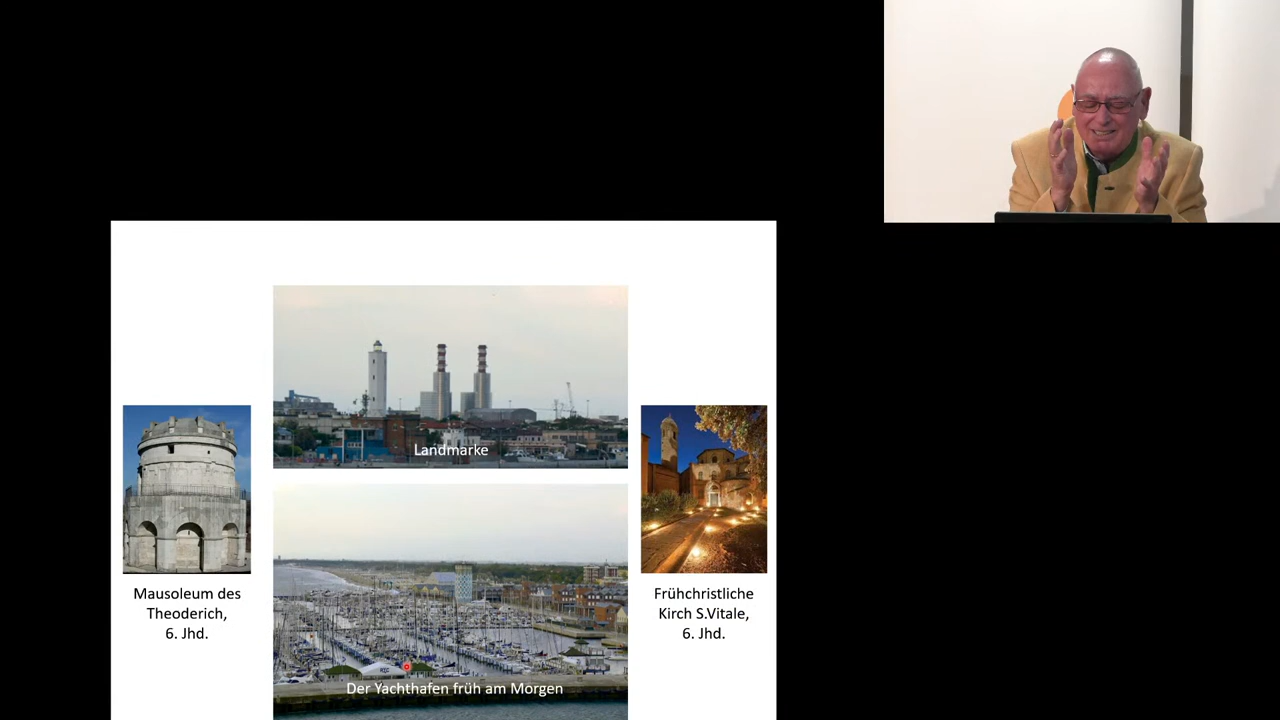 Landmarke
Mausoleum des
Theoderich,
6. Jhd.
Frühchristliche
Kirch S.Vitale,
6. Jhd.
Der Yachthafen früh am Morgen